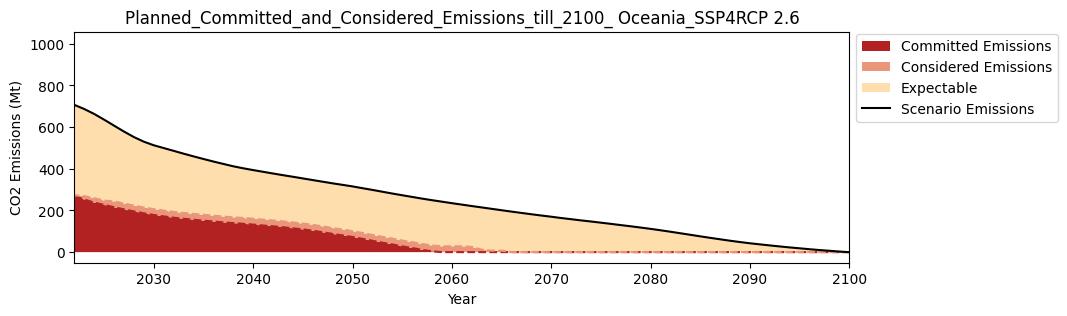 Planned_Committed_and_Considered_Emissions_till_2100_ Oceania_SSP4RCP 2.6
CO2 Emissions (Mt)
1000
800
600
400
200
0
2030 2040 2050 2060 2070 2080 2090 2100
Year
Committed Emissions
Considered Emissions
Expectable
Scenario Emissions